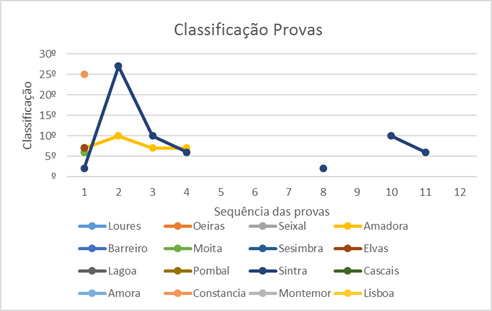 Classificação Provas
30º
25º
20º
15º
10º
5º
º
Classificação
1 2 3 4 5 6 7 8 9 10 11 12
Sequência das provas
Loures Oeiras Seixal Amadora
Barreiro Moita Sesimbra Elvas
Lagoa Pombal Sintra Cascais
Amora Constancia Montemor Lisboa